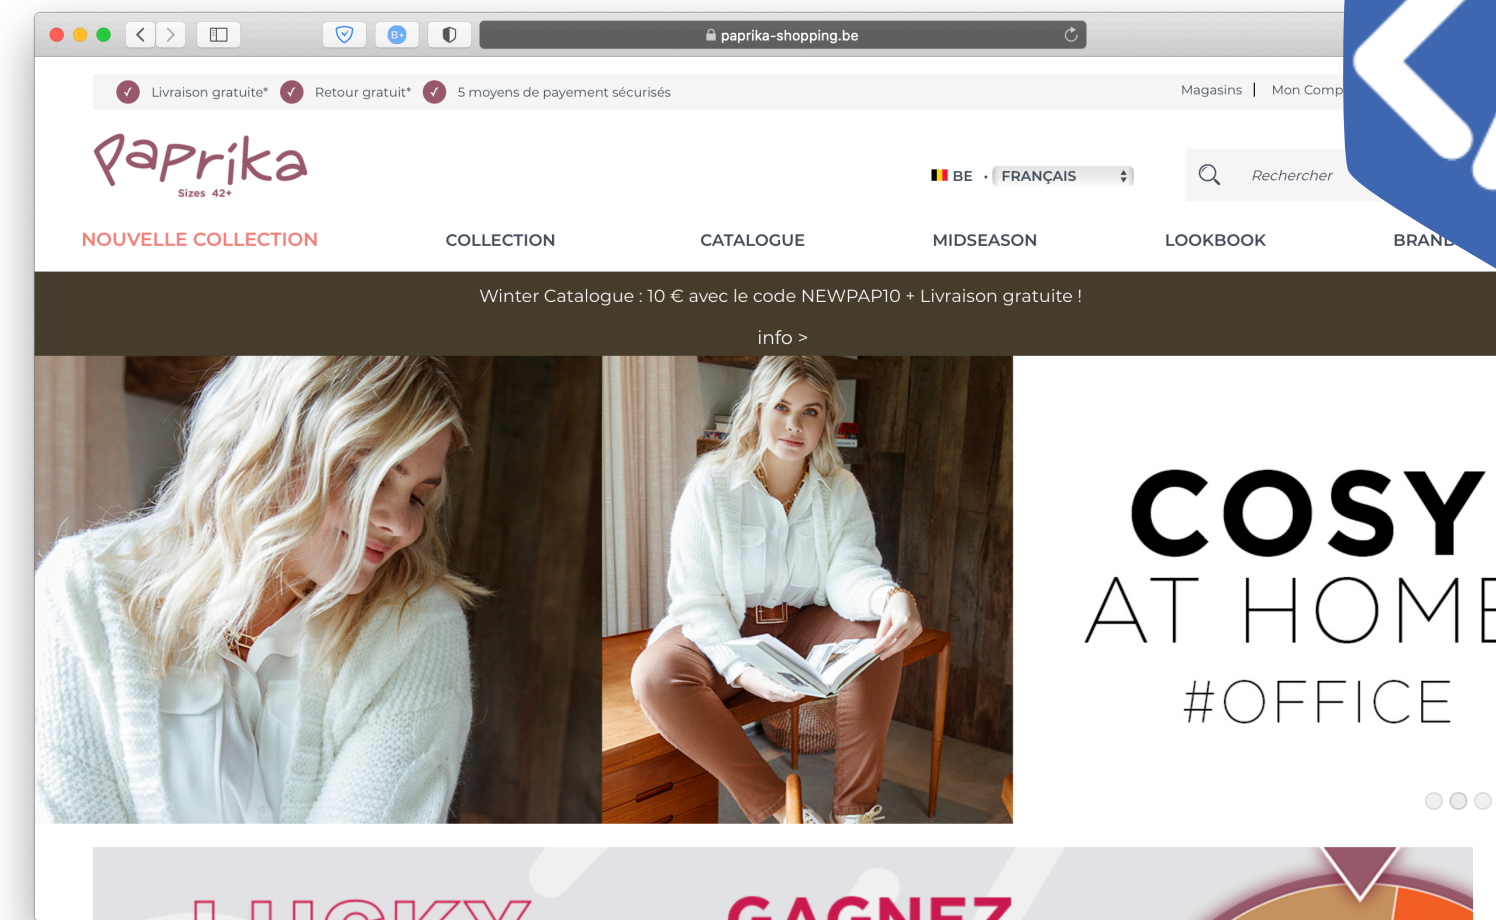 paprika-shopping.be
Livraison gratuite* Retour gratuit* 5 moyens de payement sécurisés
Magasins | Mon Comp
Paprika
Sizes 42+
BE · FRANÇAIS
Rechercher
NOUVELLE COLLECTION COLLECTION CATALOGUE MIDSEASON LOOKBOOK BRAND
Winter Catalogue : 10 € avec le code NEWPAP10 + Livraison gratuite !
info >
COSY
AT HOME
#OFFICE
LUCKY GAGNEZ